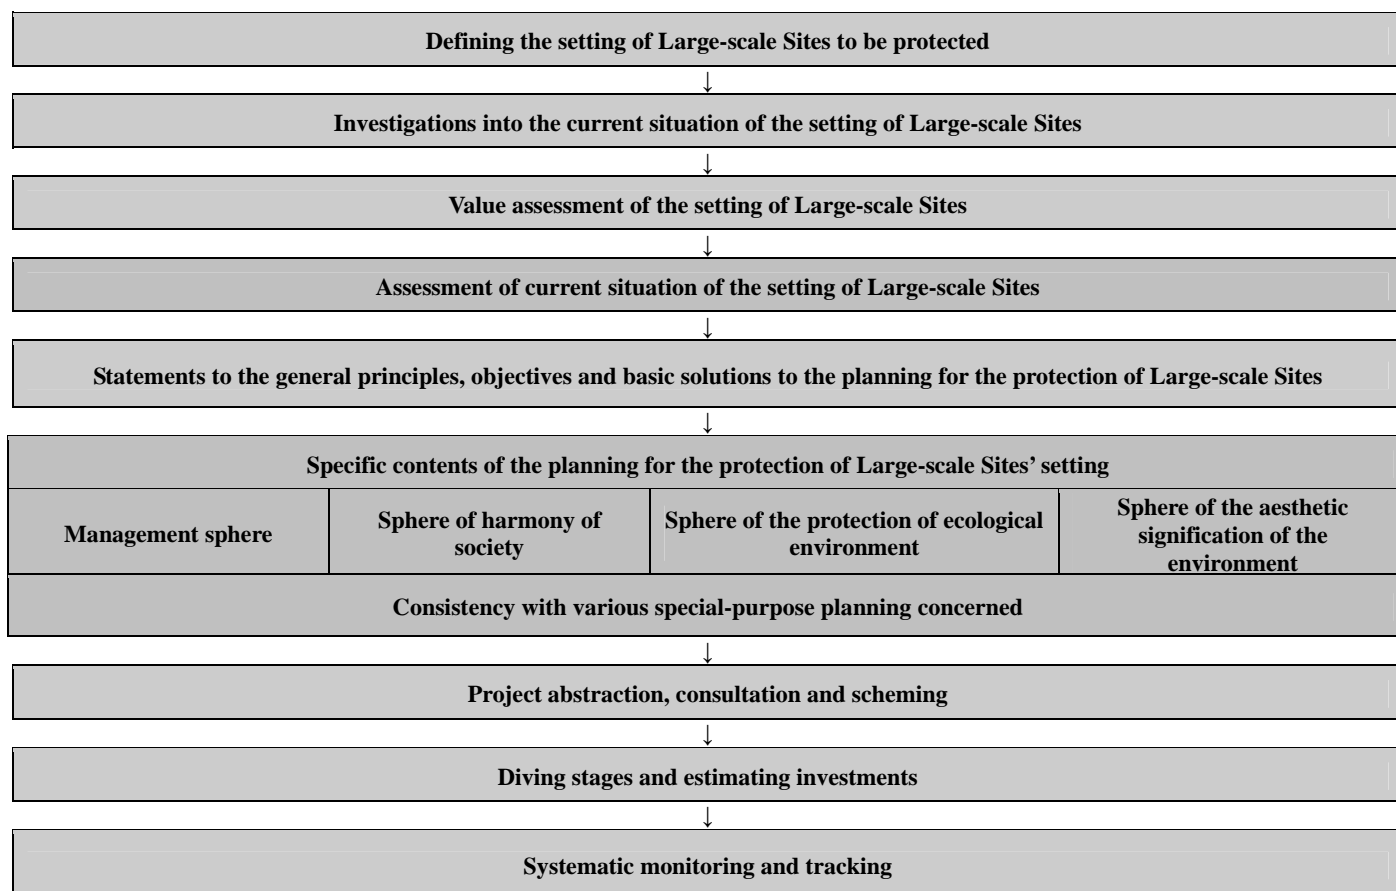 Defining the setting of Large-scale Sites to be protected
↓
Investigations into the current situation of the setting of Large-scale Sites
↓
Value assessment of the setting of Large-scale Sites
↓
Assessment of current situation of the setting of Large-scale Sites
↓
Statements to the general principles, objectives and basic solutions to the planning for the protection of Large-scale Sites
↓
Specific contents of the planning for the protection of Large-scale Sites’ setting
Management sphere
Sphere of harmony of
society
Sphere of the protection of ecological
environment
Sphere of the aesthetic
signification of the
environment
Consistency with various special-purpose planning concerned
↓
Project abstraction, consultation and scheming
↓
Diving stages and estimating investments
↓
Systematic monitoring and tracking